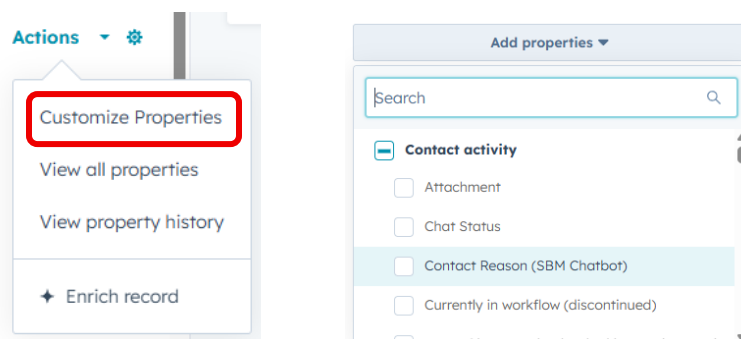 Actions
Customize Properties
View all properties
View property history
Enrich record
Add properties
Search
Contact activity
Attachment
Chat Status
Contact Reason (SBM Chatbot)
Currently in workflow (discontinued)